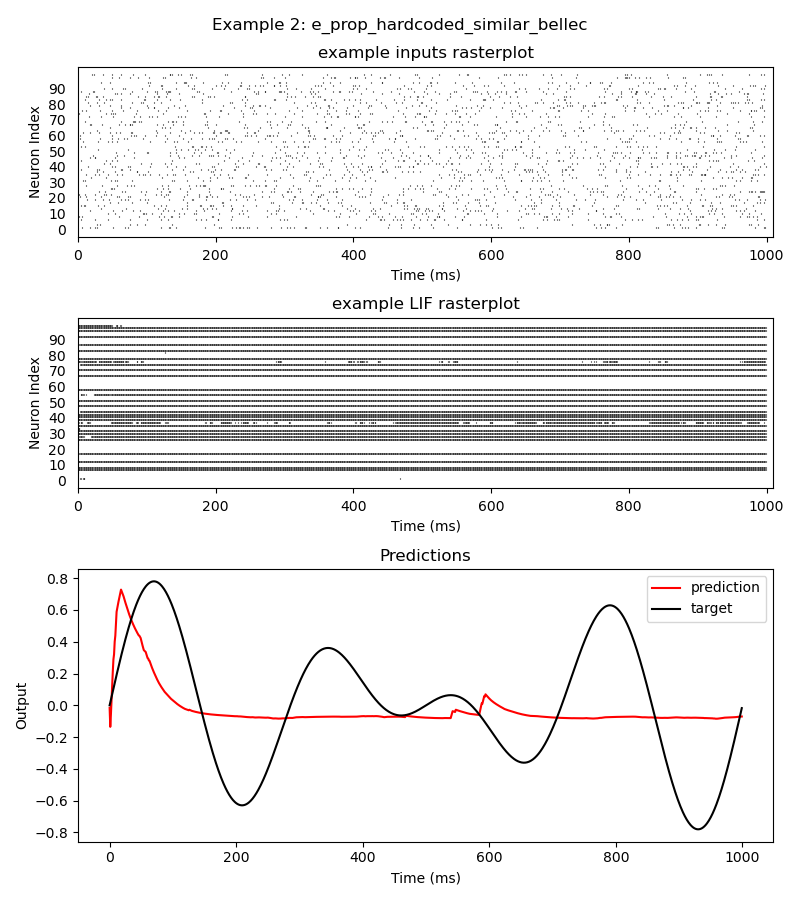 Example 2: e_prop_hardcoded_similar_bellec
example inputs rasterplot
90
80
70
60
50
40
30
20
10
0
Neuron Index
0 200 400 600 800 1000
Time (ms)
example LIF rasterplot
90
80
70
60
50
40
30
20
10
0
Neuron Index
0 200 400 600 800 1000
Time (ms)
Predictions
prediction
target
0.8
0.6
0.4
0.2
0.0
−0.2
−0.4
−0.6
−0.8
Output
0 200 400 600 800 1000
Time (ms)